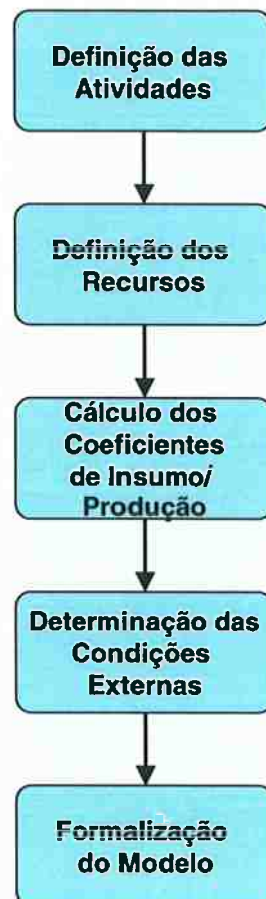 Definição das
Atividades
Definição dos
Recursos
Cálculo dos
Coeficientes
de Insumo/
Produção
Determinação das
Condições
Externas
Formalização
do Modelo